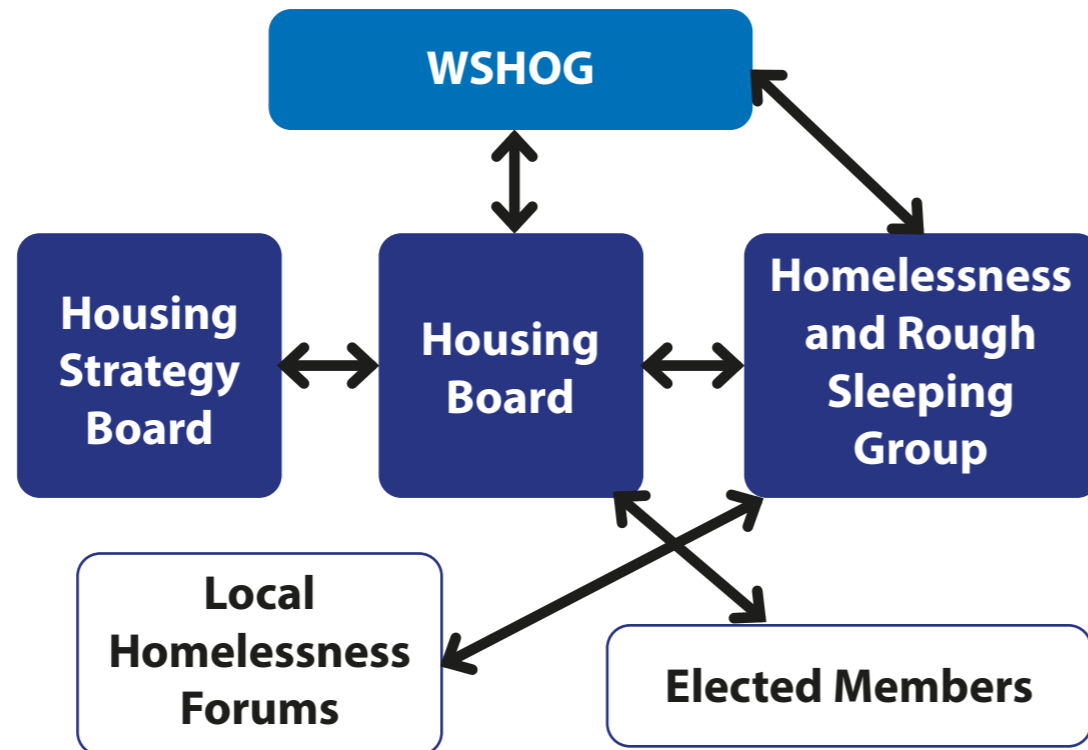 WSHOG
Housing
Strategy
Board
Housing
Board
Homelessness
and Rough
Sleeping
Group
Local
Homelessness
Forums
Elected Members